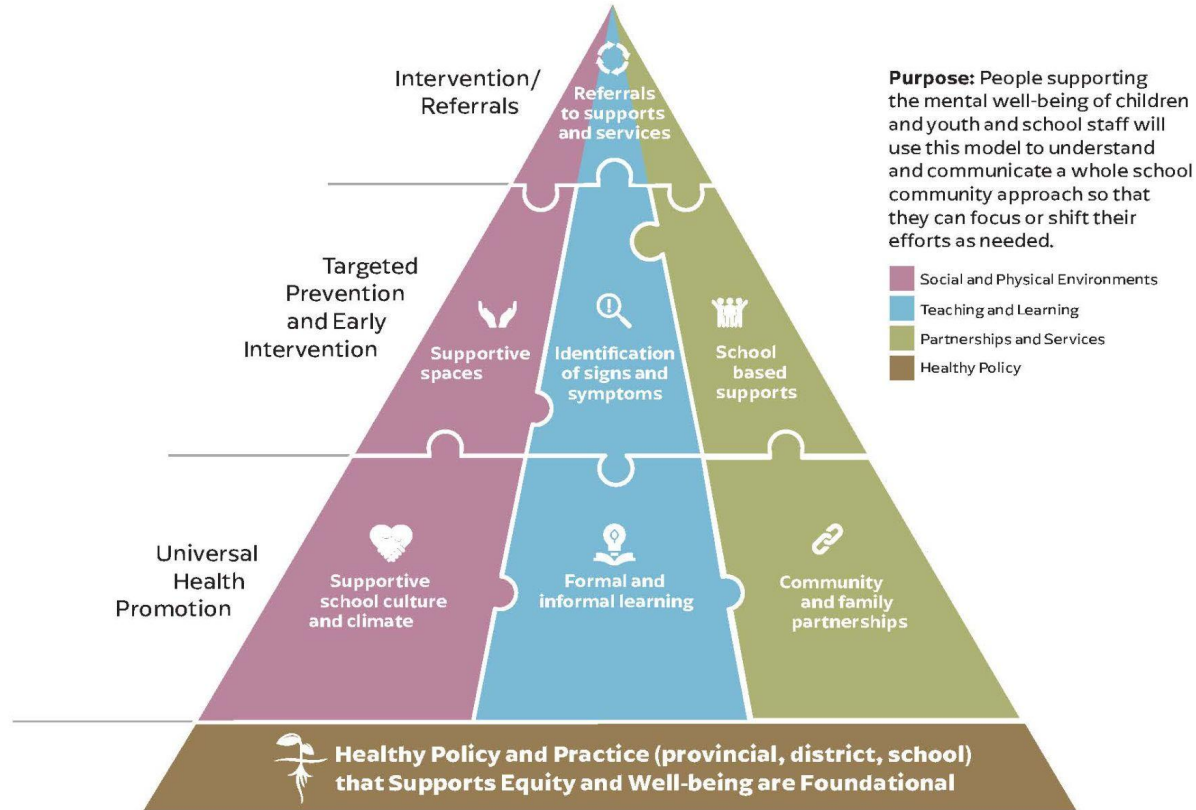 Intervention/
Referrals
Referrals
to supports
and services
Purpose: People supporting
the mental well-being of children
and youth and school staff will
use this model to understand
and communicate a whole school
community approach so that
they can focus or shift their
efforts as needed.
Social and Physical Environments
Teaching and Learning
Partnerships and Services
Healthy Policy
Targeted
Prevention
and Early
Intervention
Supportive
spaces
Identification
of signs and
symptoms
School
based
supports
Universal
Health
Promotion
Supportive
school culture
and climate
Formal and
informal learning
Community
and family
partnerships
Healthy Policy and Practice (provincial, district, school)
that Supports Equity and Well-being are Foundational